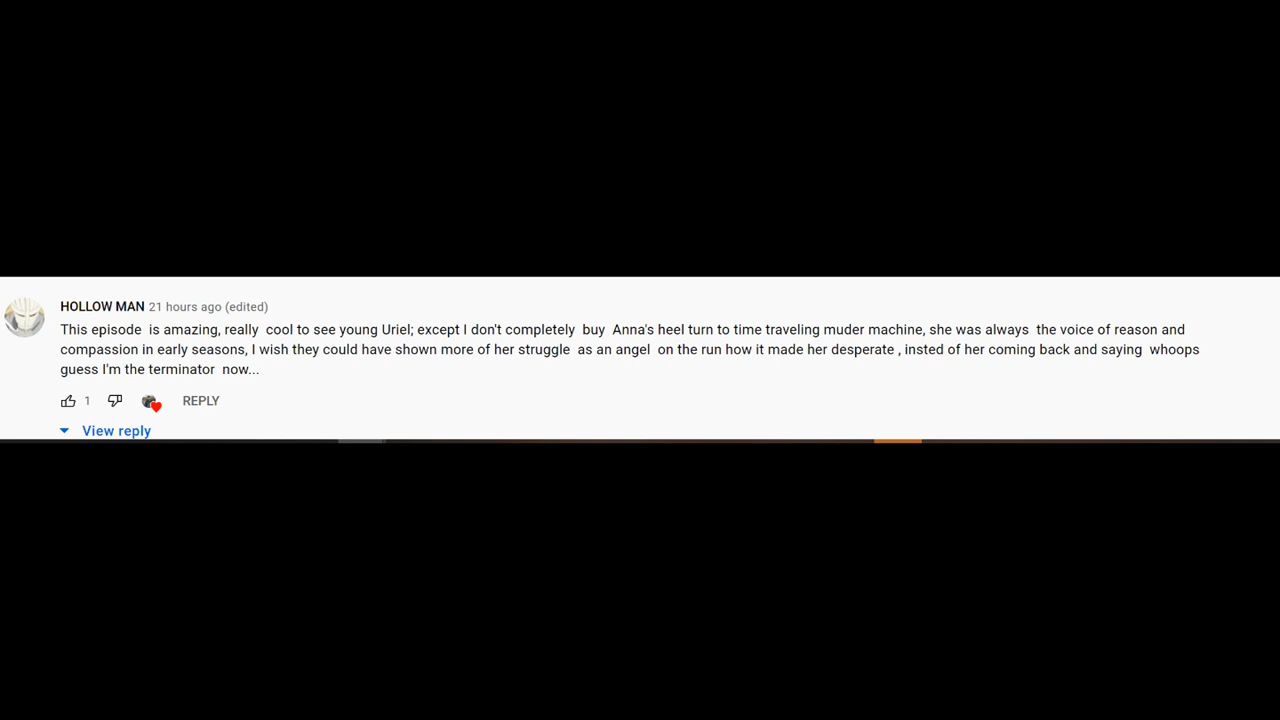 HOLLOW MAN 21 hours ago (edited)
This episode is amazing, really cool to see young Uriel; except I don't completely buy Anna's heel turn to time traveling muder machine, she was always the voice of reason and
compassion in early seasons, I wish they could have shown more of her struggle as an angel on the run how it made her desperate , insted of her coming back and saying whoops
guess I'm the terminator now...
1 REPLY
View reply